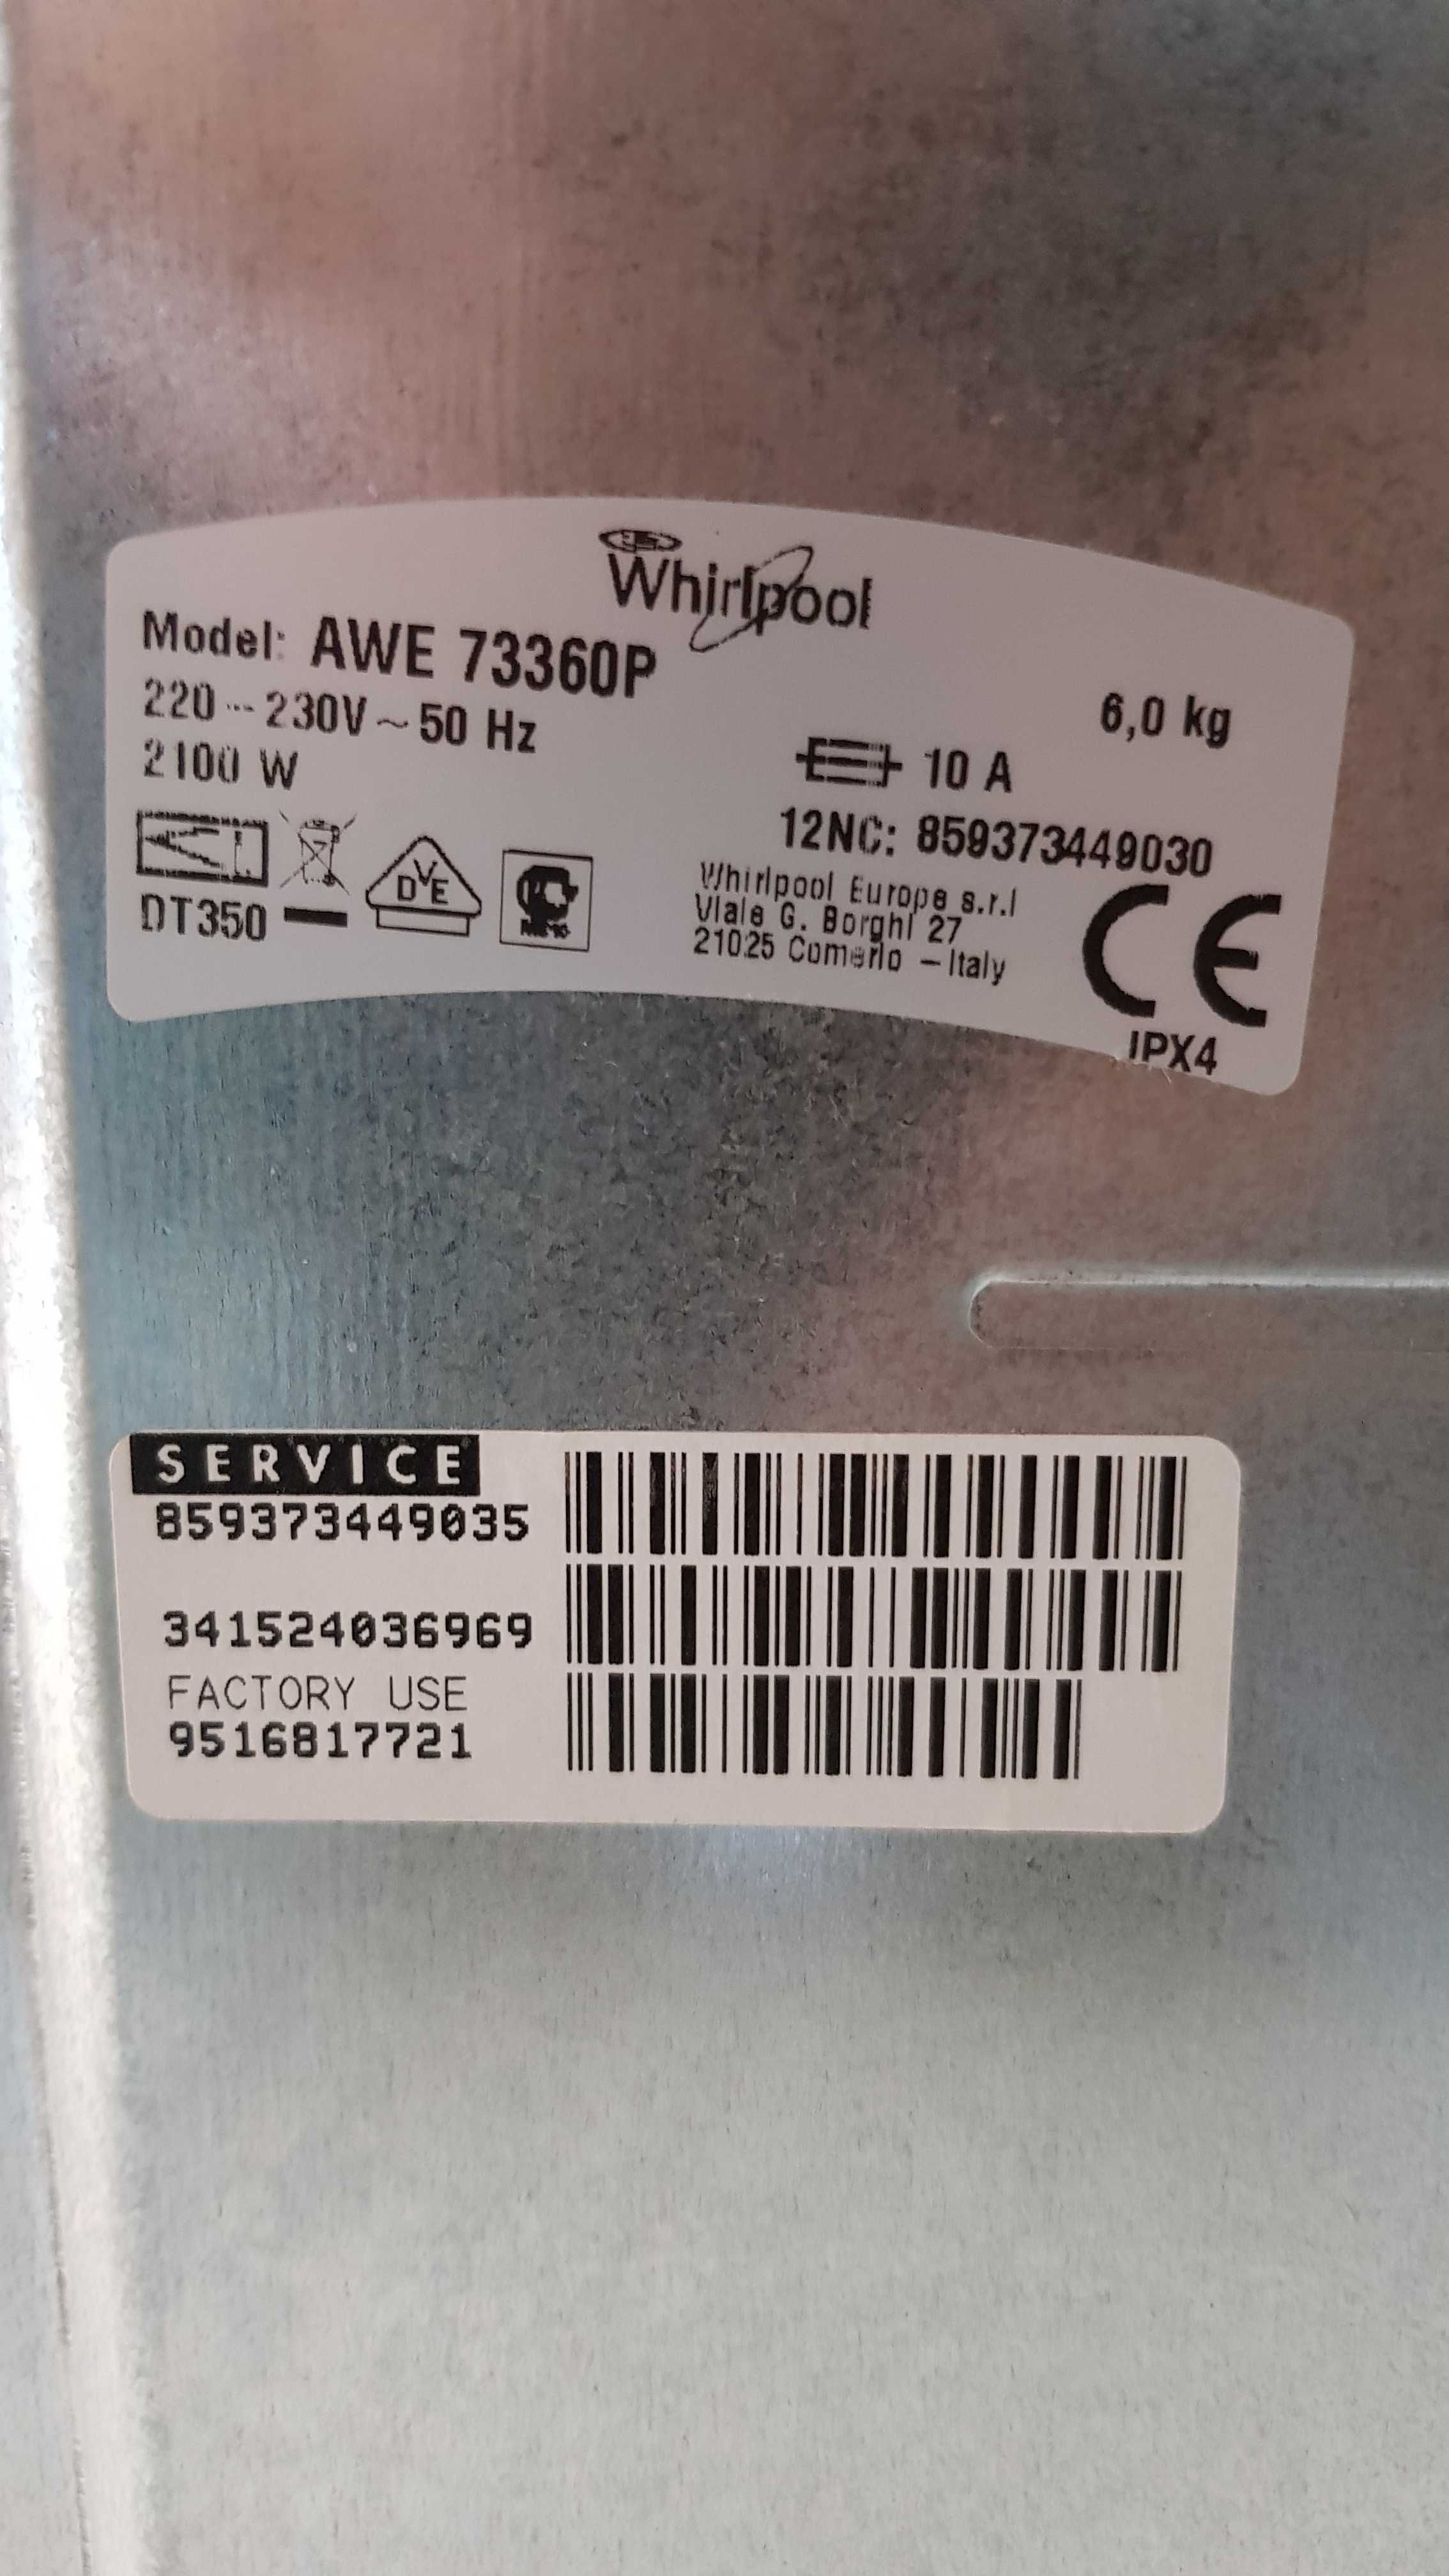 Whirlpool
Model: AWE 73360P
220 --- 230V ~ 50 Hz
6,0 kg
2100 W
10 A
12NC: 859373449030
DT350
DVE
Whirlpool Europe s.r.l
Viale G. Borghi 27
21025 Comerio - Italy
CE
IPX4
SERVICE
859373449035
341524036969
FACTORY USE
9516817721